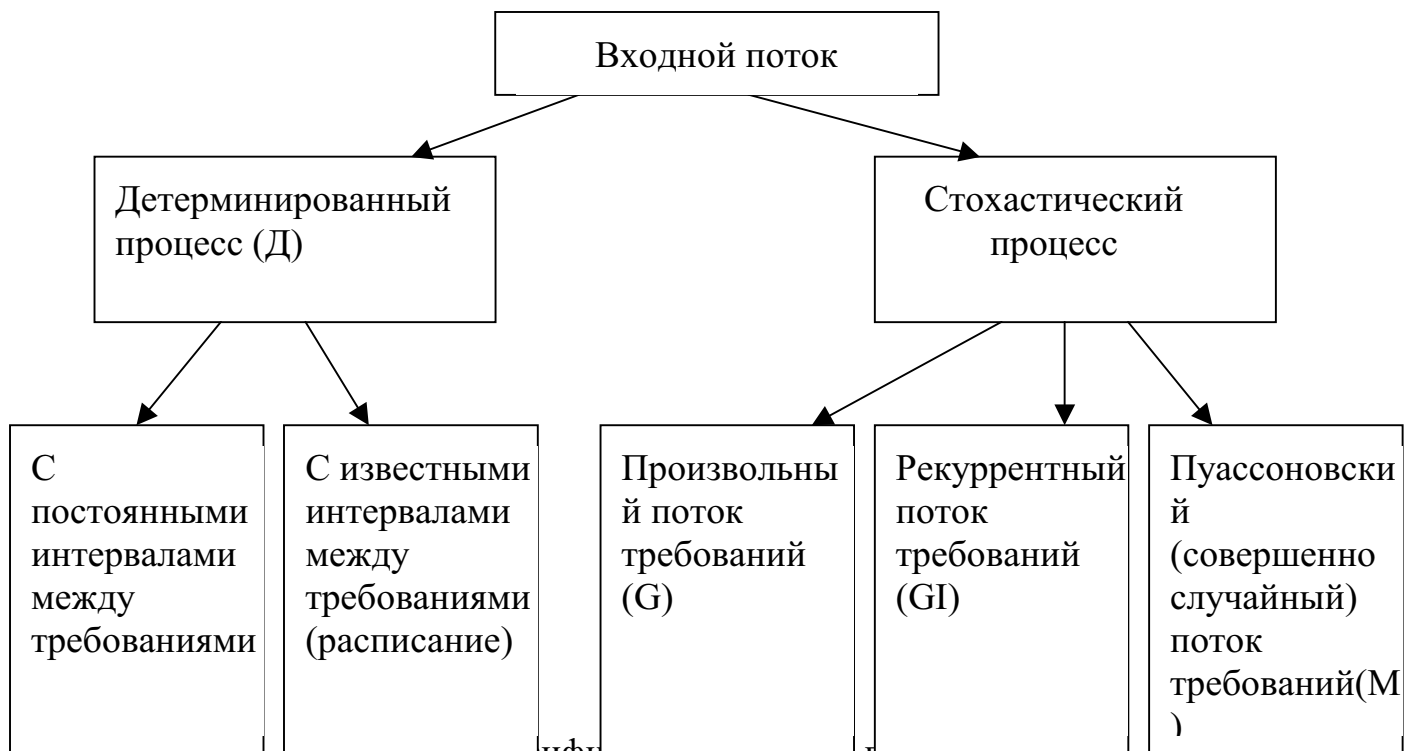 Входной поток
Детерминированный
процесс (Д)
Стохастический
процесс
С
постоянными
интервалами
между
требованиями
С известными
интервалами
между
требованиями
(расписание)
Произвольны
й поток
требований
(G)
Рекуррентный
поток
требований
(GI)
Пуассоновски
й
(совершенно
случайный)
поток
требований(М
)